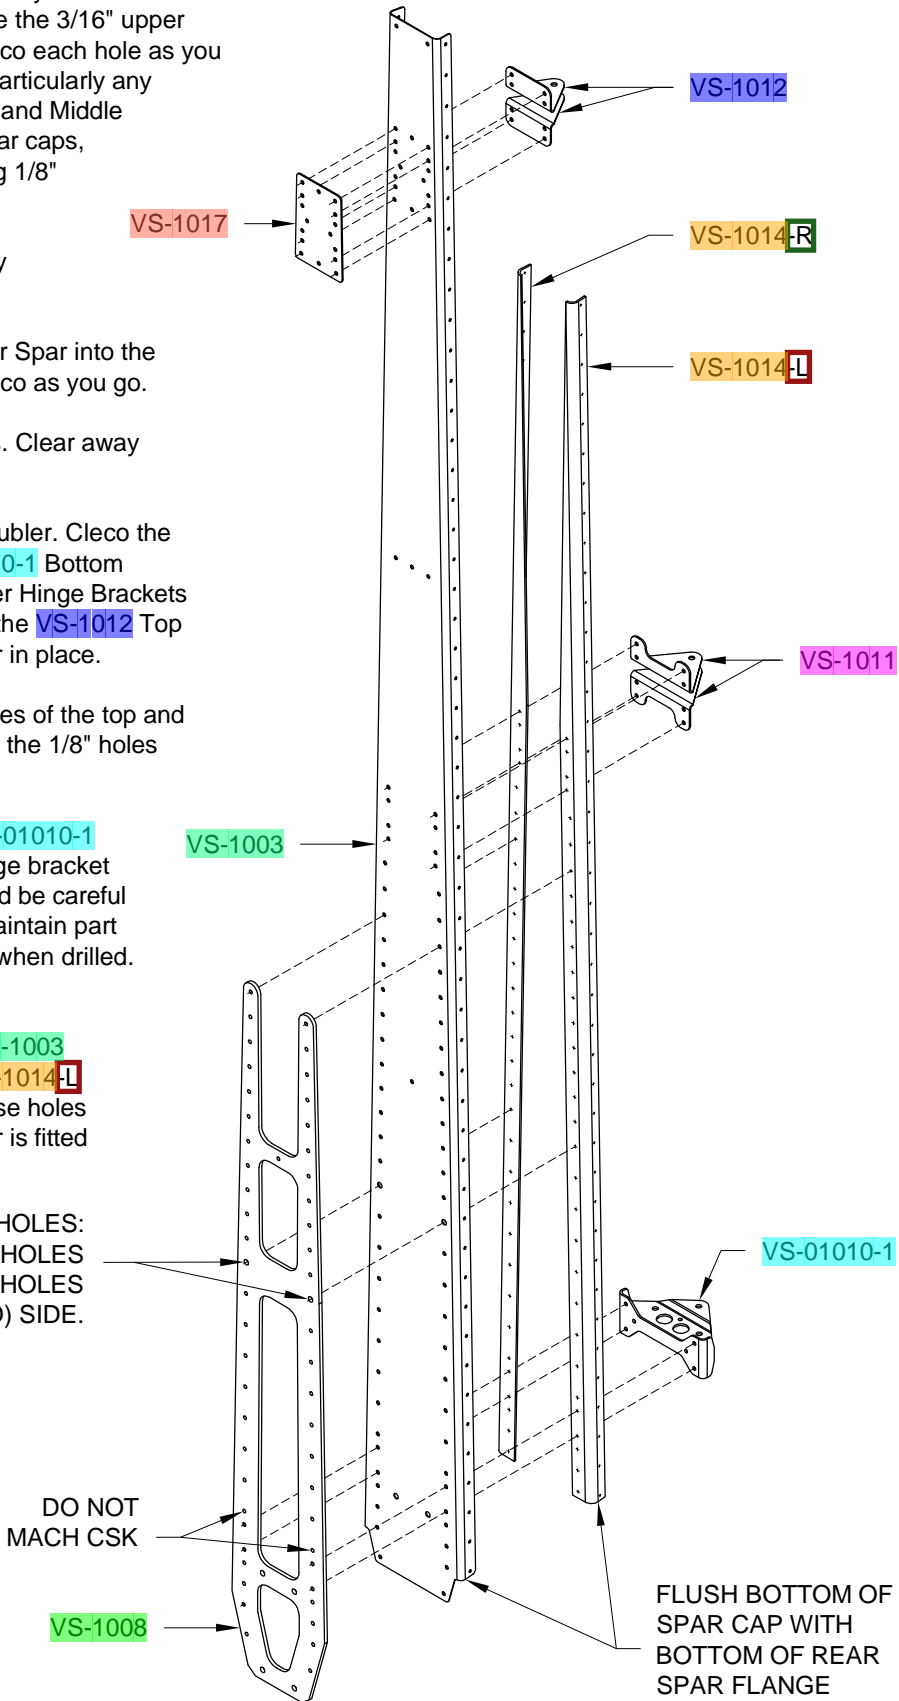 e the 3/16" upper
co each hole as you
articularly any
and Middle
ar caps,
g 1/8"
VS-1012
VS-1017
VS-1014-R
y
r Spar into the
co as you go.
VS-1014-L
. Clear away
ubler. Cleco the
0-1 Bottom
er Hinge Brackets
the VS-1012 Top
r in place.
VS-1011
es of the top and
the 1/8" holes
-01010-1
VS-1003
ge bracket
d be careful
aintain part
when drilled.
-1003
-1014-L
se holes
r is fitted
HOLES:
HOLES
HOLES
) SIDE.
VS-01010-1
DO NOT
MACH CSK
VS-1008
FLUSH BOTTOM OF
SPAR CAP WITH
BOTTOM OF REAR
SPAR FLANGE